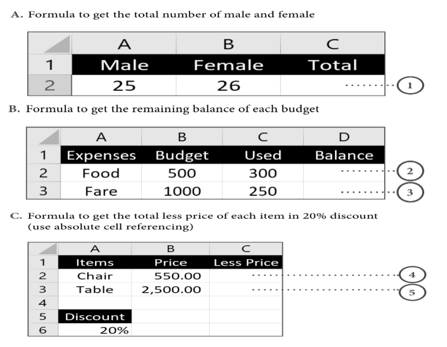 A. Formula to get the total number of male and female
A B C
1 Male Female Total
2 25 26 1
B. Formula to get the remaining balance of each budget
A B C D
1 Expenses Budget Used Balance
2 Food 500 300 2
3 Fare 1000 250 3
C. Formula to get the total less price of each item in 20% discount
(use absolute cell referencing)
A B C
1 Items Price Less Price
2 Chair 550.00 4
3 Table 2,500.00 5
4
5 Discount
6 20%